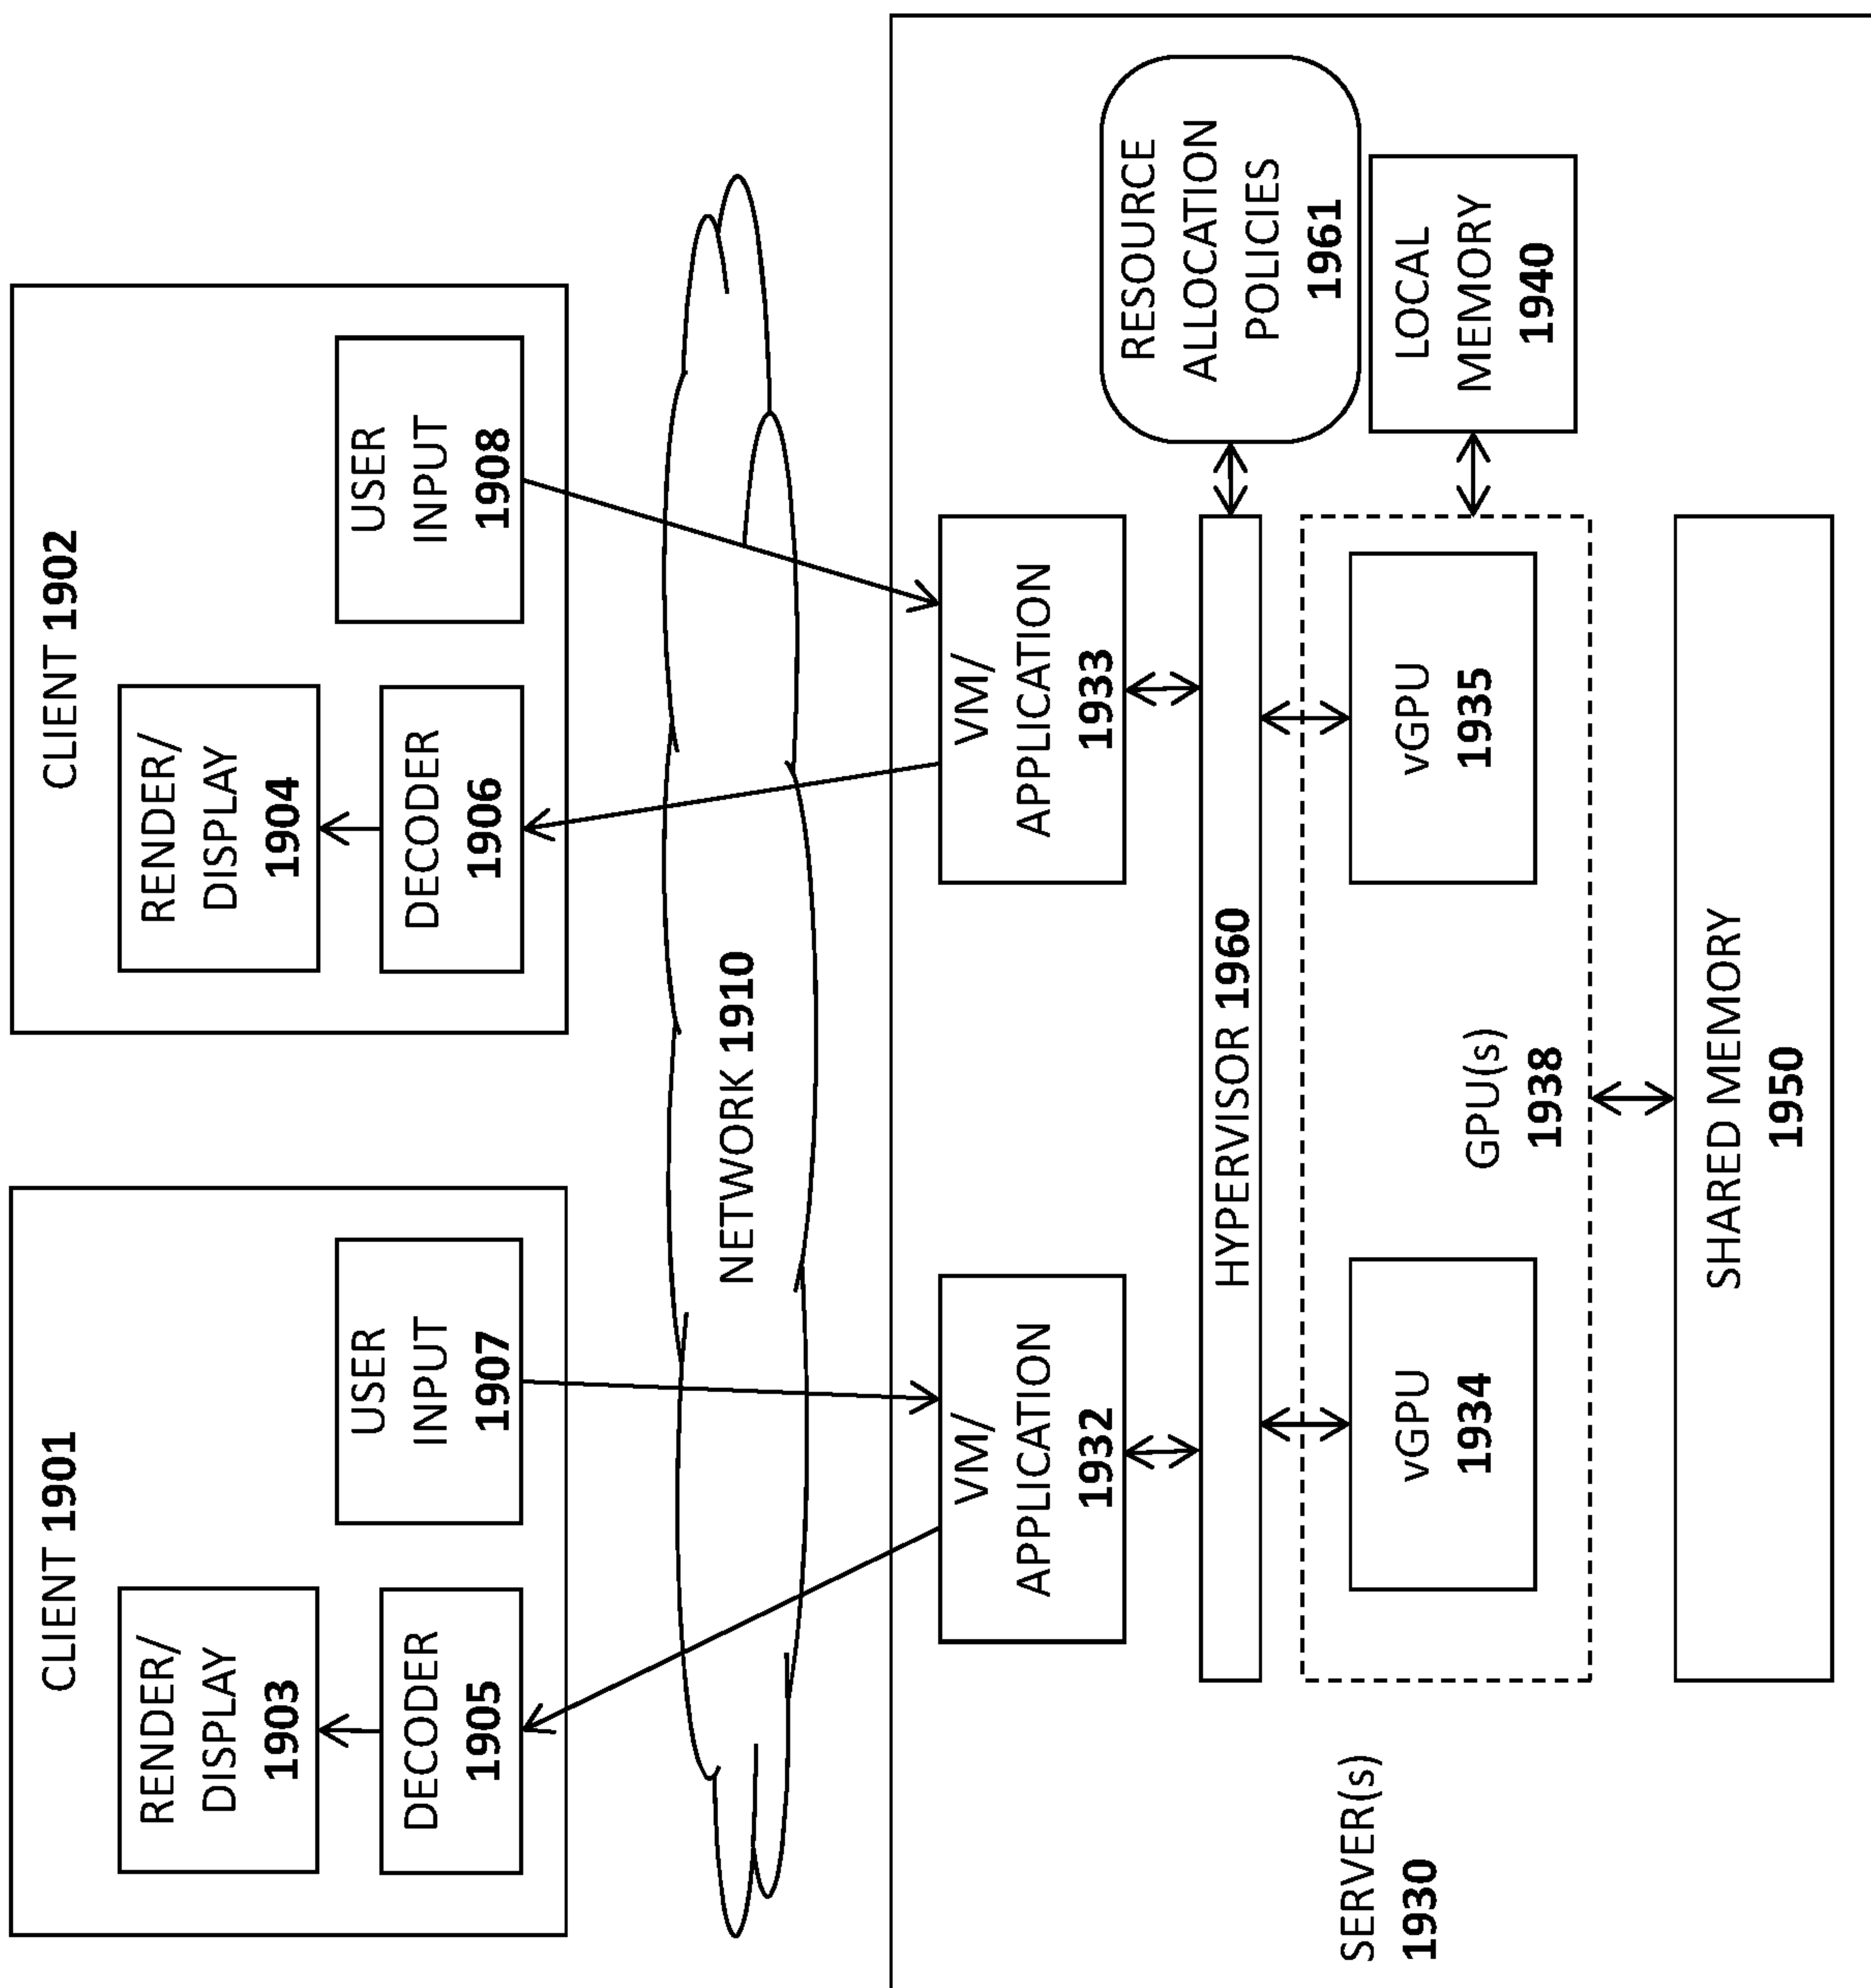 CLIENT 1901
RENDER/
DISPLAY
1903
DECODER
1905
USER
INPUT
1907
CLIENT 1902
RENDER/
DISPLAY
1904
DECODER
1906
USER
INPUT
1908
NETWORK 1910
SERVER(s)
1930
VM/
APPLICATION
1932
VM/
APPLICATION
1933
HYPERVISOR 1960
RESOURCE
ALLOCATION
POLICIES
1961
vGPU
1934
GPU(s)
1938
vGPU
1935
LOCAL
MEMORY
1940
SHARED MEMORY
1950